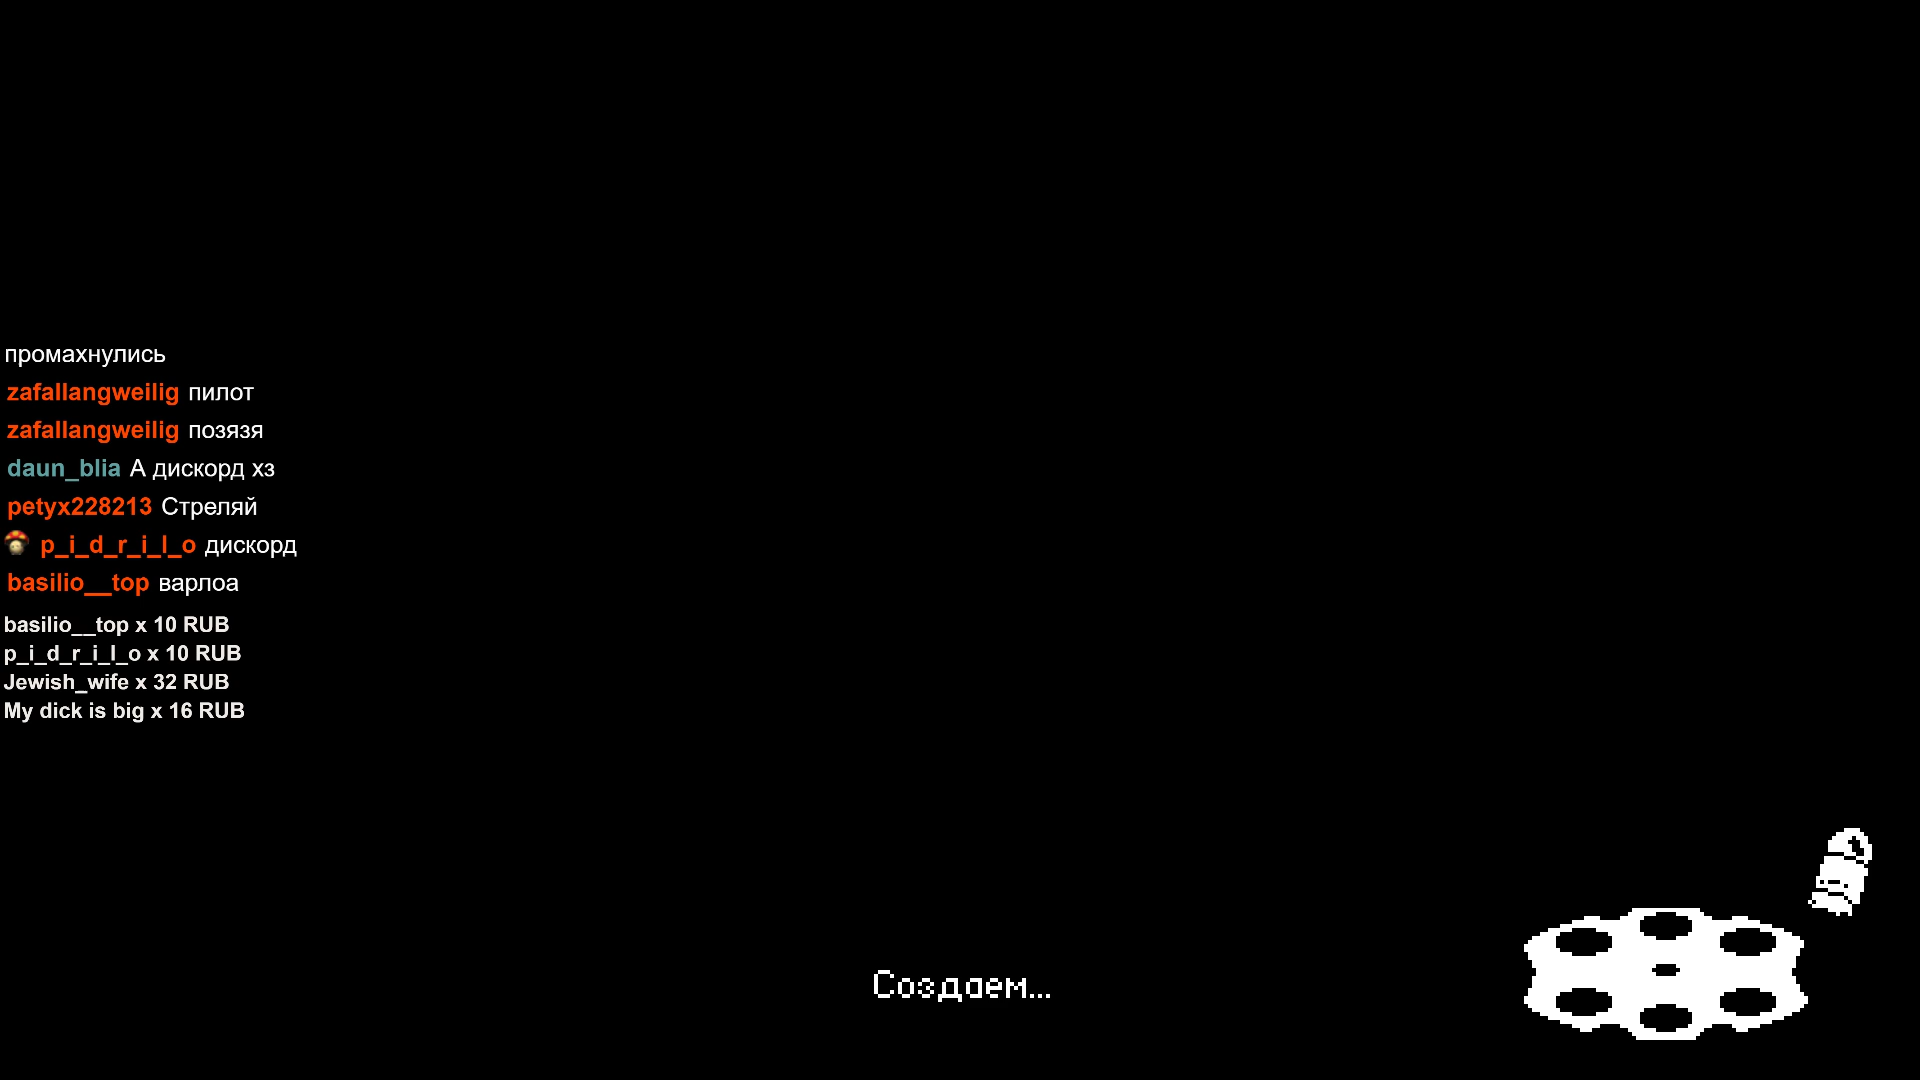 промахнулись
zafallangweilig пилот
zafallangweilig позязя
daun_blia А дискорд хз
petyx228213 Стреляй
p_i_d_r_i_l_o дискорд
basilio__top варлоа
basilio__top x 10 RUB
p_i_d_r_i_l_o x 10 RUB
Jewish_wife x 32 RUB
My dick is big x 16 RUB
Создаем...